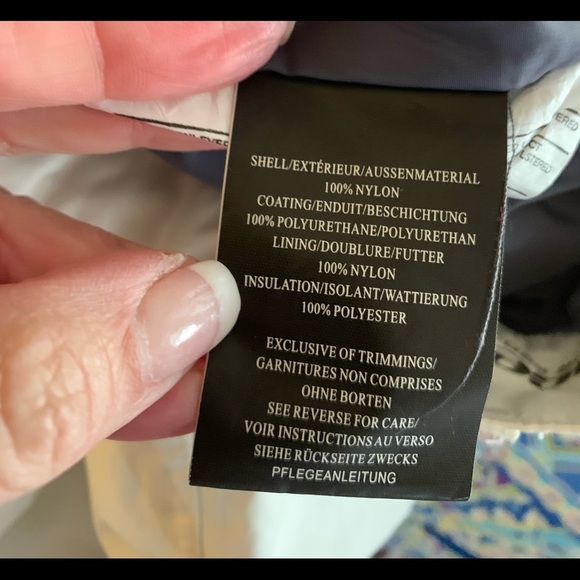 SHELL/EXTÉRIEUR/AUSSENMATERIAL
100% NYLON
COATING/ENDUIT/BESCHICHTUNG
100% POLYURETHANE/POLYURETHAN
LINING/DOUBLURE/FUTTER
100% NYLON
INSULATION/ISOLANT/WATTIERUNG
100% POLYESTER
EXCLUSIVE OF TRIMMINGS/
GARNITURES NON COMPRISES
OHNE BORTEN
SEE REVERSE FOR CARE/
VOIR INSTRUCTIONS AU VERSO
SIEHE RÜCKSEITE ZWECKS
PFLEGEANLEITUNG